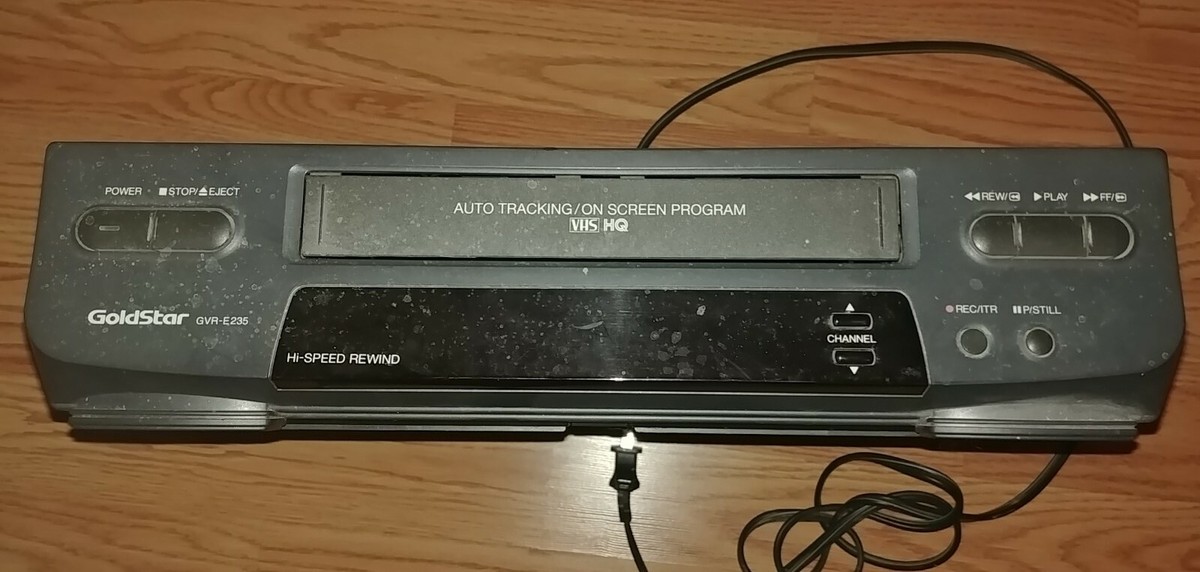 POWER ■STOP/⏏EJECT
AUTO TRACKING/ON SCREEN PROGRAM
VHS HQ
◀◀REW/ ▶PLAY ▶▶FF/
GoldStar GVR-E235
Hi-SPEED REWIND
▲
CHANNEL
▼
●REC/ITR ▮▮P/STILL